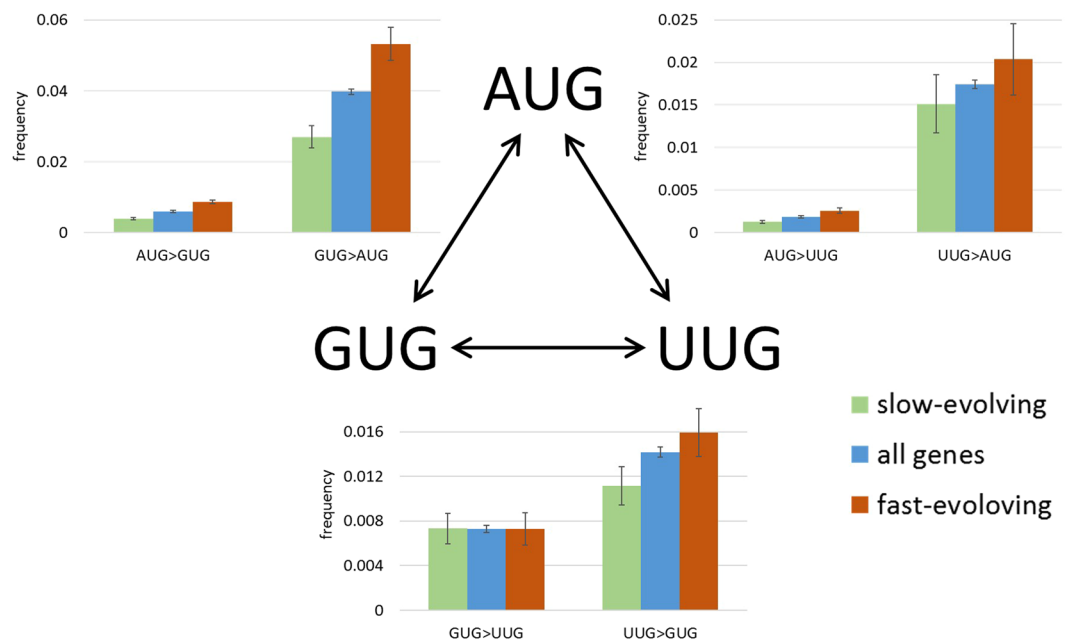 0.06
0.04
0.02
0
frequency
AUG>GUG
GUG>AUG
AUG
0.025
0.02
0.015
0.01
0.005
0
frequency
AUG>UUG
UUG>AUG
GUG
UUG
0.016
0.012
0.008
0.004
0
frequency
GUG>UUG
UUG>GUG
slow-evolving
all genes
fast-evoloving